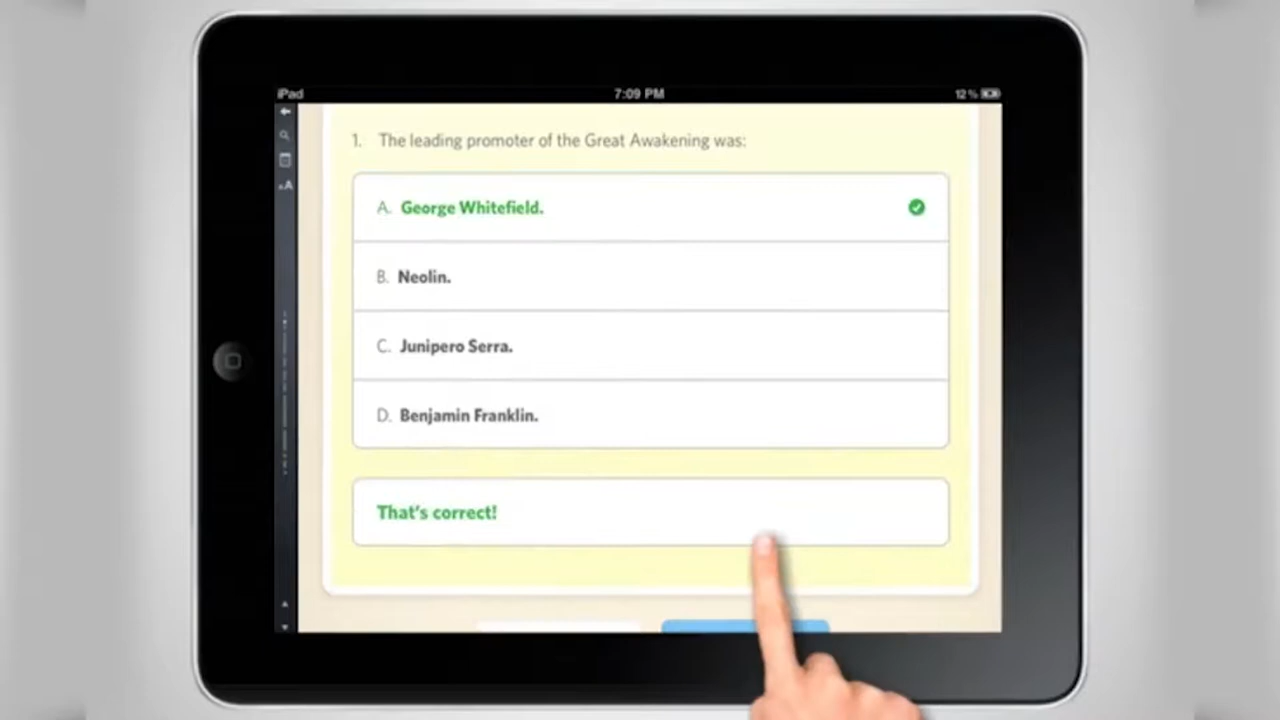 iPad 7:09 PM 12%
AA
1. The leading promoter of the Great Awakening was:
A. George Whitefield.
B. Neolin.
C. Junipero Serra.
D. Benjamin Franklin.
That's correct!